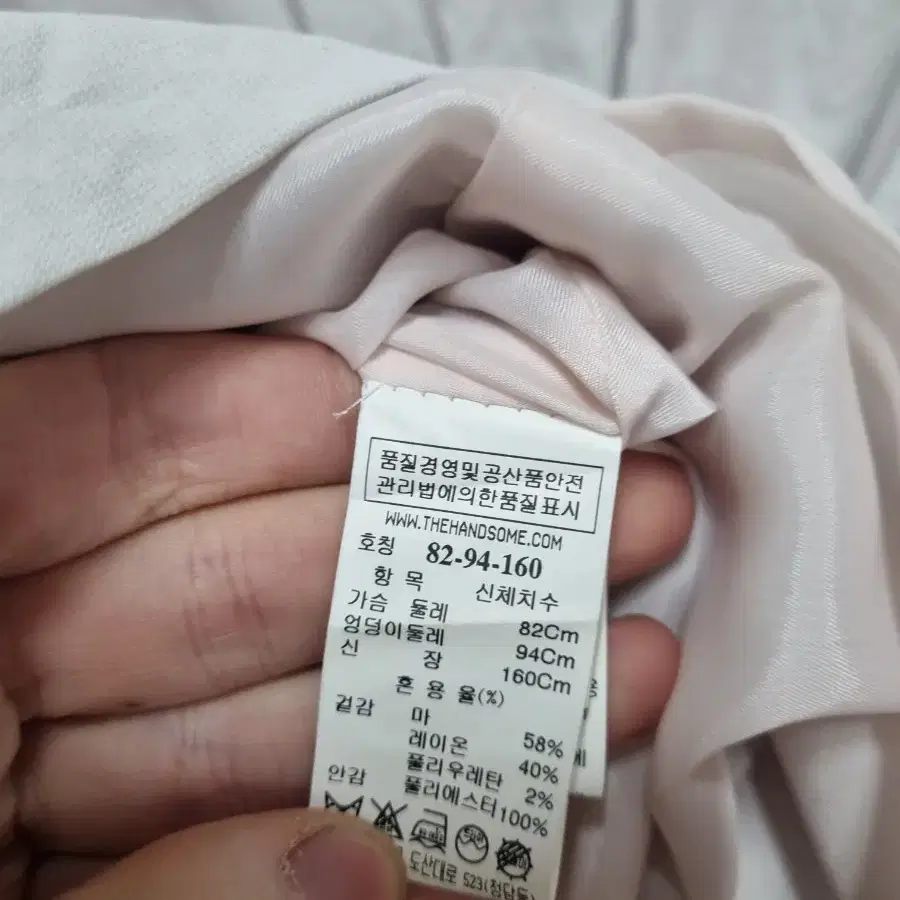 품질경영및공산품안전
관리법에의한품질표시
WWW.THEHANDSOME.COM
호칭 82-94-160
항 목 신체치수
가슴 둘레 82Cm
엉덩이둘레 94Cm
신 장 160Cm
혼 용 율(%)
겉감 마 58%
레이온 40%
폴리우레탄 2%
안감 폴리에스터100%
도산대로 523(청담동